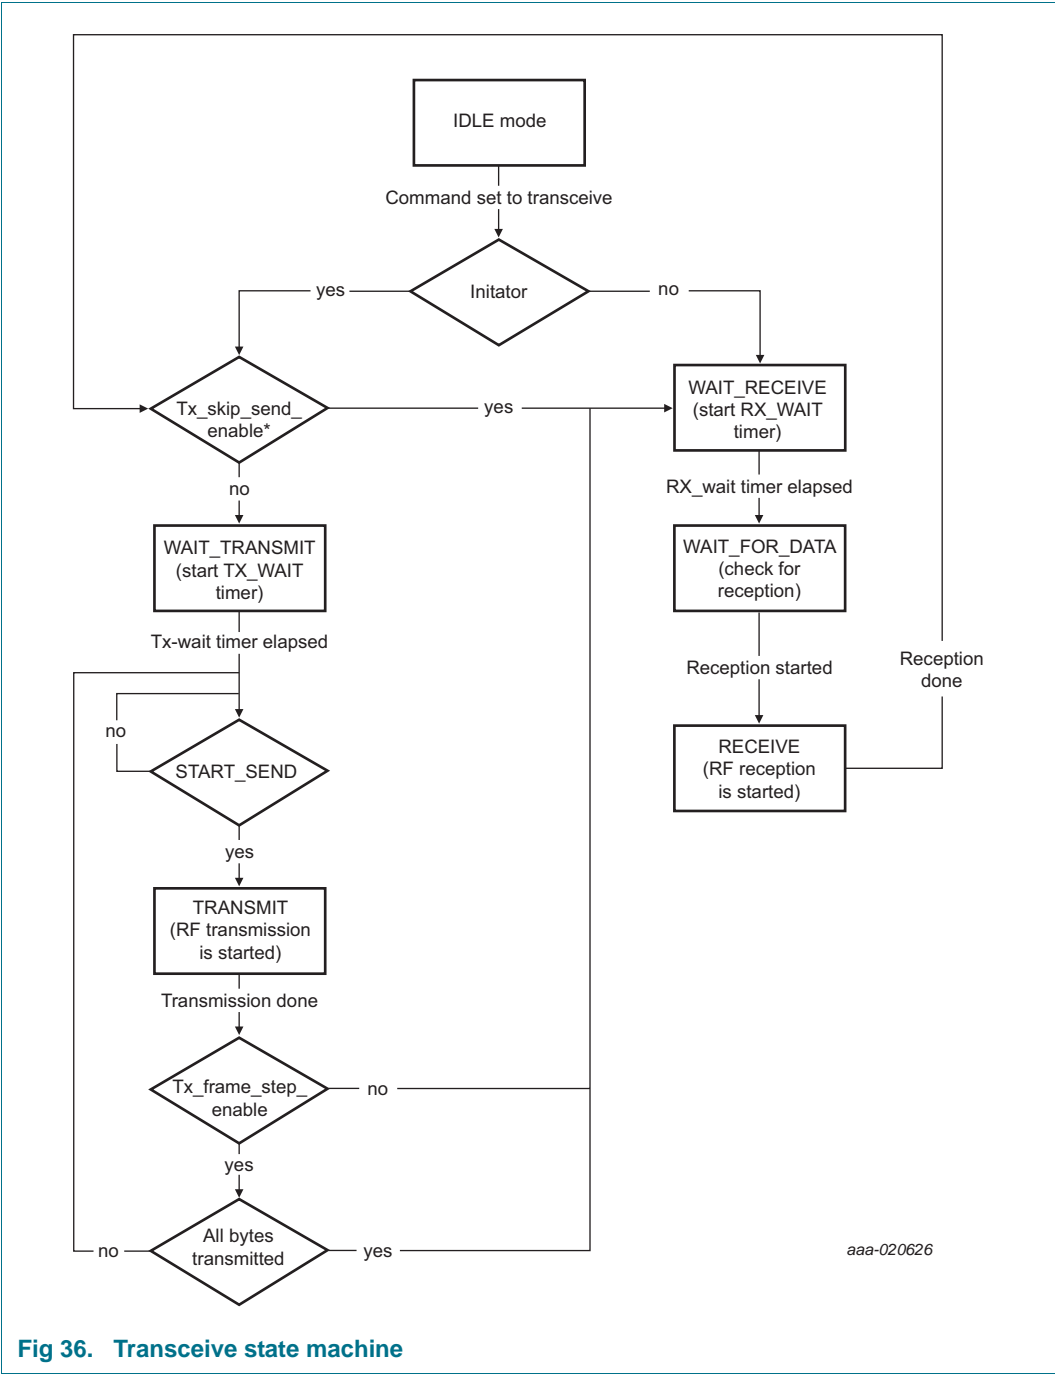 IDLE mode
Command set to transceive
Initator
yes
no
Tx_skip_send_
enable*
yes
WAIT_RECEIVE
(start RX_WAIT
timer)
no
RX_wait timer elapsed
WAIT_TRANSMIT
(start TX_WAIT
timer)
WAIT_FOR_DATA
(check for
reception)
Tx-wait timer elapsed
Reception started
Reception
done
no
START_SEND
RECEIVE
(RF reception
is started)
yes
TRANSMIT
(RF transmission
is started)
Transmission done
Tx_frame_step_
enable
no
yes
All bytes
transmitted
no
yes
aaa-020626
Fig 36. Transceive state machine